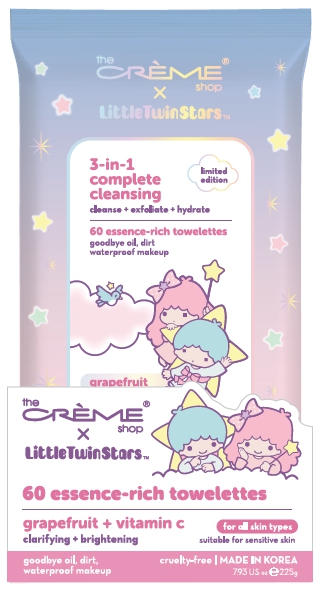 the
CRÈME®
shop
×
LittleTwinStars™
3-in-1
complete
cleansing
limited
edition
cleanse + exfoliate + hydrate
60 essence-rich towelettes
goodbye oil, dirt
waterproof makeup
grapefruit
the
CRÈME®
shop
×
LittleTwinStars™
60 essence-rich towelettes
grapefruit + vitamin c
for all skin types
clarifying + brightening
suitable for sensitive skin
goodbye oil, dirt,
waterproof makeup
cruelty-free | MADE IN KOREA
7.93 US oz ℮ 225g